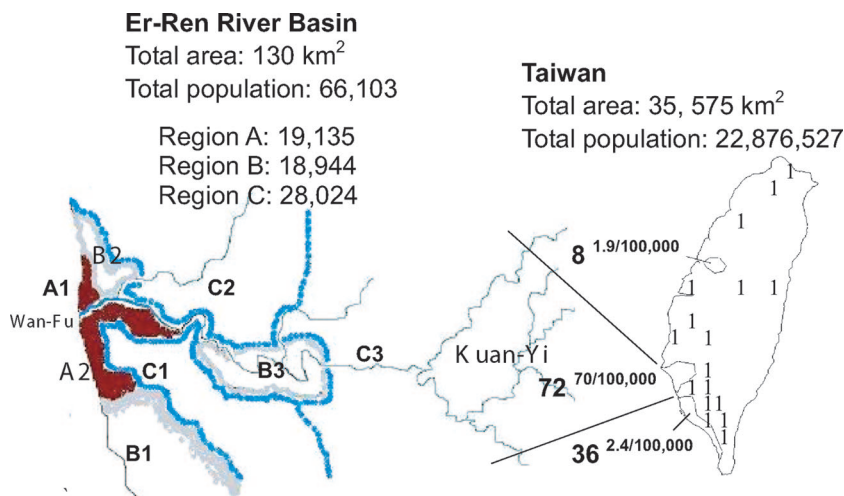 Er-Ren River Basin
Total area: 130 km²
Total population: 66,103
Region A: 19,135
Region B: 18,944
Region C: 28,024
Taiwan
Total area: 35, 575 km²
Total population: 22,876,527
B2
A1
C2
Wan-Fu
A2
C1
B3
C3
B1
Kuan-Yi
8 1.9/100,000
72 70/100,000
36 2.4/100,000
1
1
1
1 1 1
1
1 1
1
1 1
1 1
1 1
1